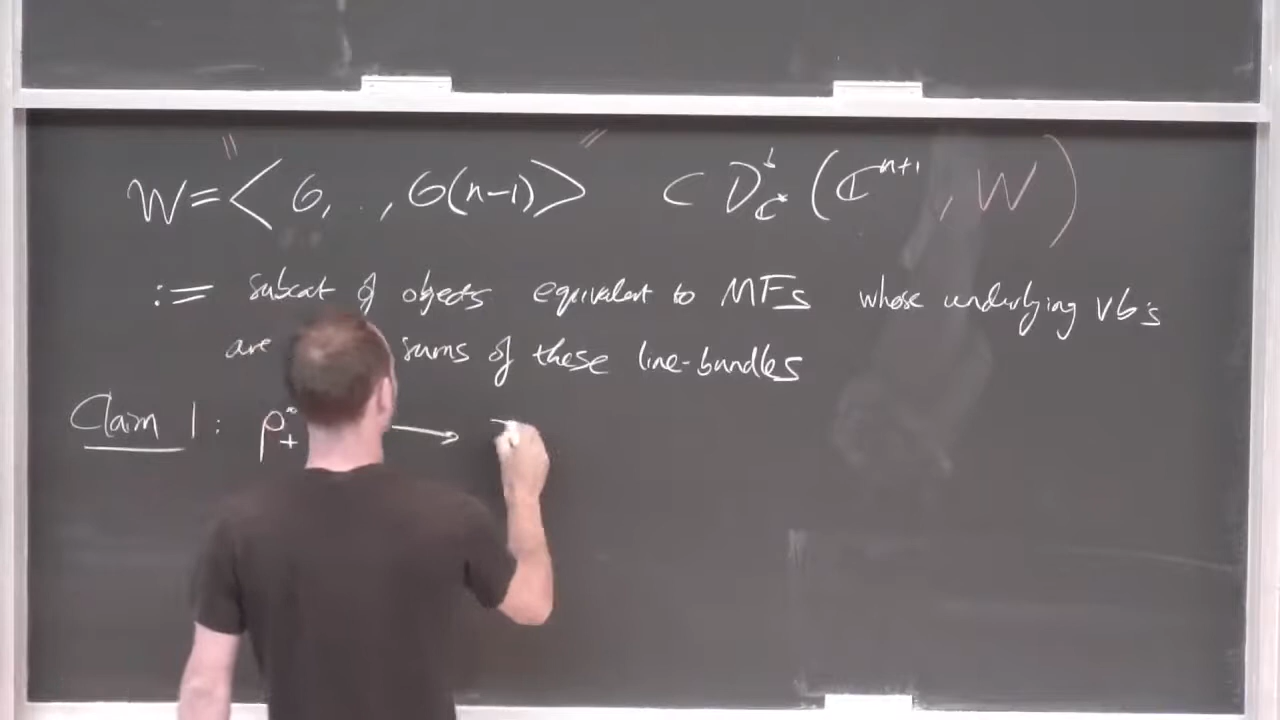 W = "< O, .., O(n-1) >" ⊂ D^b_{C*} ( C^{n+1}, W )
:= subcat of objects equivalent to MFs whose underlying vb's
are sums of these line-bundles
Claim 1: ρ*_+ →